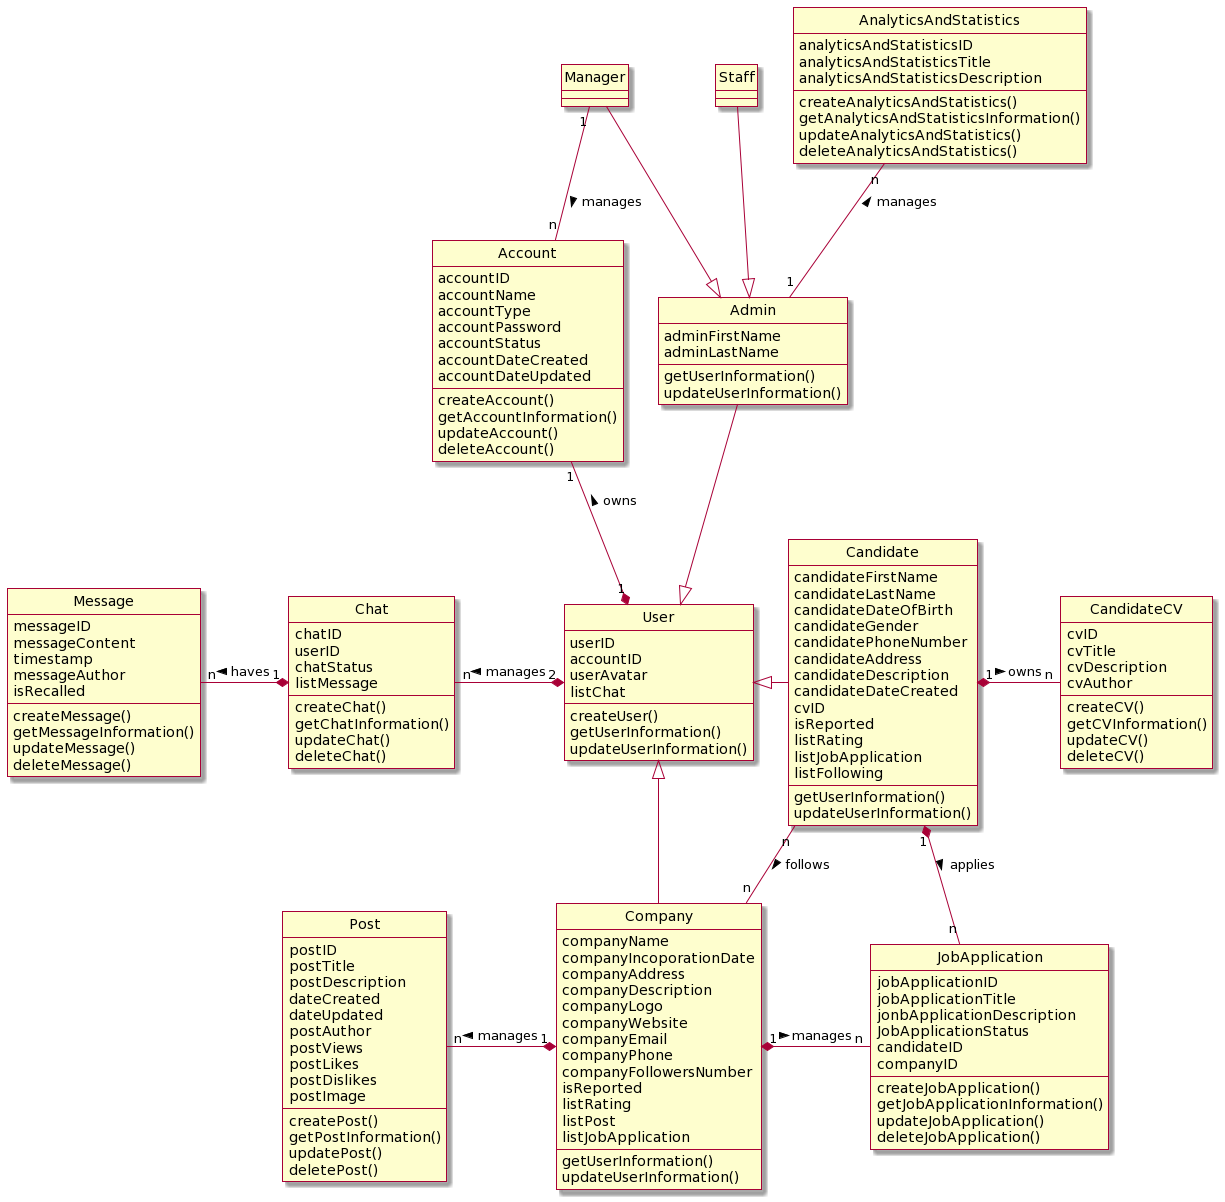 AnalyticsAndStatistics
analyticsAndStatisticsID
analyticsAndStatisticsTitle
analyticsAndStatisticsDescription
createAnalyticsAndStatistics()
getAnalyticsAndStatisticsInformation()
updateAnalyticsAndStatistics()
deleteAnalyticsAndStatistics()
Manager
Staff
1
n
manages
manages
n
1
Account
accountID
accountName
accountType
accountPassword
accountStatus
accountDateCreated
accountDateUpdated
createAccount()
getAccountInformation()
updateAccount()
deleteAccount()
Admin
adminFirstName
adminLastName
getUserInformation()
updateUserInformation()
1
owns
1
Message
messageID
messageContent
timestamp
messageAuthor
isRecalled
createMessage()
getMessageInformation()
updateMessage()
deleteMessage()
n haves 1
Chat
chatID
userID
chatStatus
listMessage
createChat()
getChatInformation()
updateChat()
deleteChat()
n manages 2
User
userID
accountID
userAvatar
listChat
createUser()
getUserInformation()
updateUserInformation()
Candidate
candidateFirstName
candidateLastName
candidateDateOfBirth
candidateGender
candidatePhoneNumber
candidateAddress
candidateDescription
candidateDateCreated
cvID
isReported
listRating
listJobApplication
listFollowing
getUserInformation()
updateUserInformation()
1 owns n
CandidateCV
cvID
cvTitle
cvDescription
cvAuthor
createCV()
getCVInformation()
updateCV()
deleteCV()
n
follows
n
1
applies
n
Post
postID
postTitle
postDescription
dateCreated
dateUpdated
postAuthor
postViews
postLikes
postDislikes
postImage
createPost()
getPostInformation()
updatePost()
deletePost()
n manages 1
Company
companyName
companyIncoporationDate
companyAddress
companyDescription
companyLogo
companyWebsite
companyEmail
companyPhone
companyFollowersNumber
isReported
listRating
listPost
listJobApplication
getUserInformation()
updateUserInformation()
1 manages n
JobApplication
jobApplicationID
jobApplicationTitle
jonbApplicationDescription
JobApplicationStatus
candidateID
companyID
createJobApplication()
getJobApplicationInformation()
updateJobApplication()
deleteJobApplication()